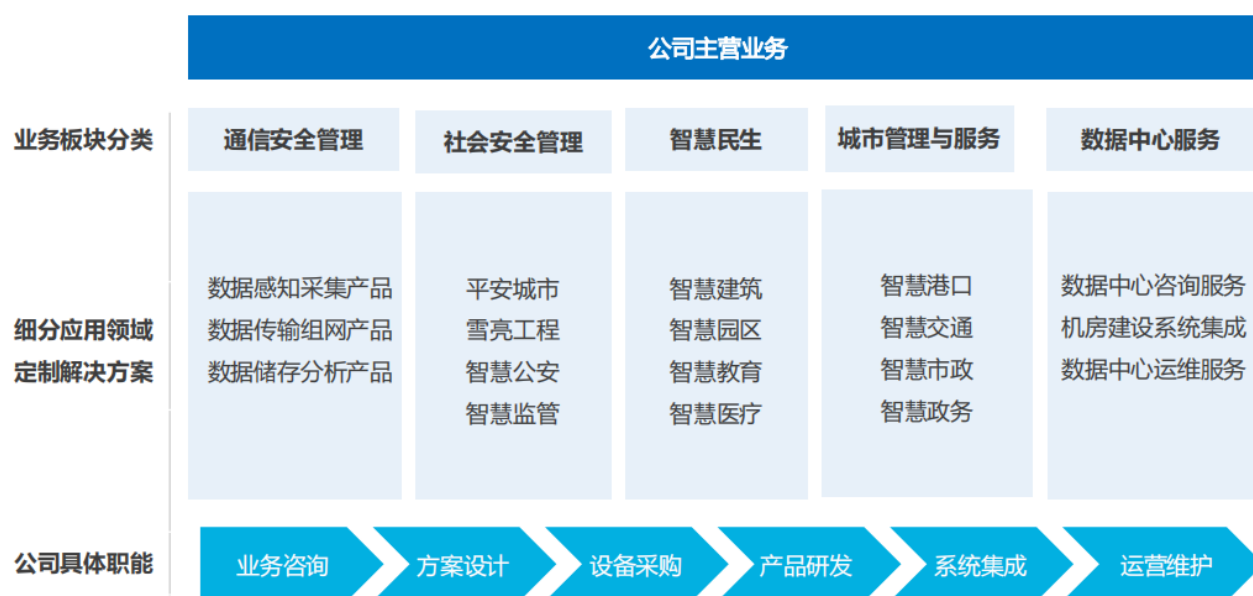 公司主营业务
业务板块分类
通信安全管理
社会安全管理
智慧民生
城市管理与服务
数据中心服务
细分应用领域
定制解决方案
数据感知采集产品
数据传输组网产品
数据储存分析产品
平安城市
雪亮工程
智慧公安
智慧监管
智慧建筑
智慧园区
智慧教育
智慧医疗
智慧港口
智慧交通
智慧市政
智慧政务
数据中心咨询服务
机房建设系统集成
数据中心运维服务
公司具体职能
业务咨询
方案设计
设备采购
产品研发
系统集成
运营维护